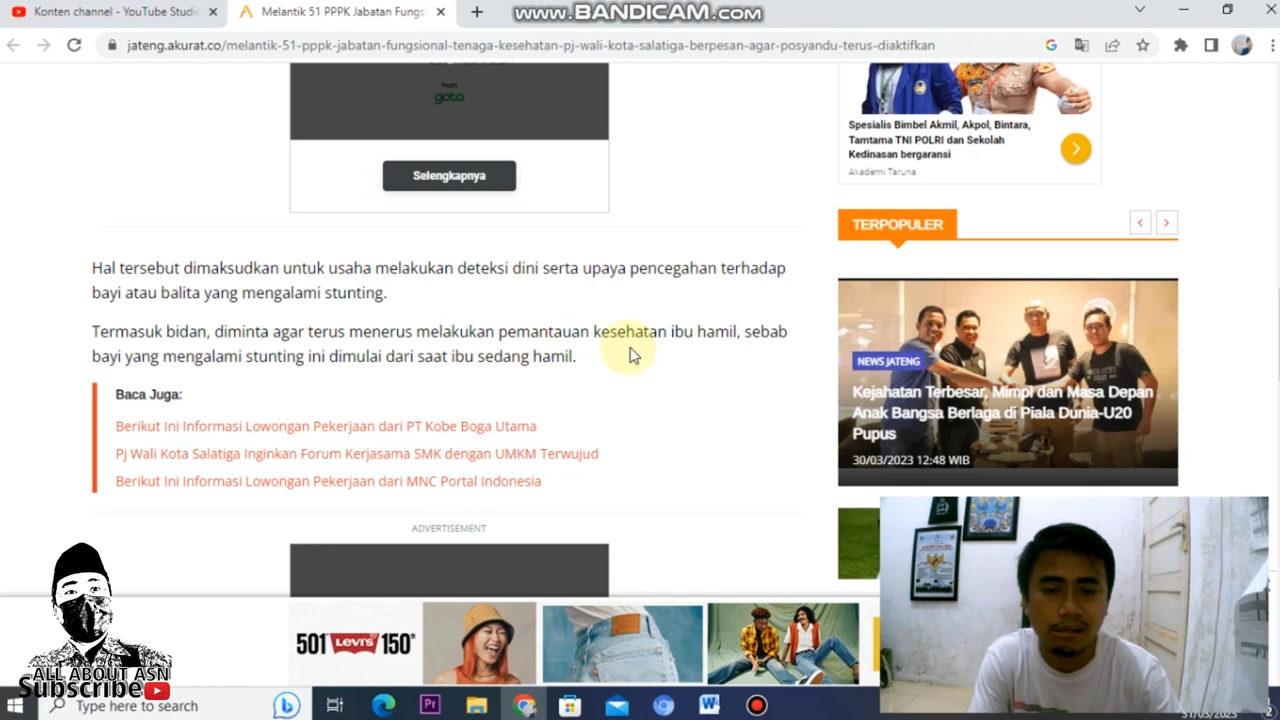 Konten channel - YouTube Studio
Melantik 51 PPPK Jabatan Fungsi
www.BANDICAM.com
jateng.akurat.co/melantik-51-pppk-jabatan-fungsional-tenaga-kesehatan-pj-wali-kota-salatiga-berpesan-agar-posyandu-terus-diaktifkan
from
goto
Selengkapnya
Spesialis Bimbel Akmil, Akpol, Bintara,
Tamtama TNI POLRI dan Sekolah
Kedinasan bergaransi
Akademi Taruna
TERPOPULER
Hal tersebut dimaksudkan untuk usaha melakukan deteksi dini serta upaya pencegahan terhadap
bayi atau balita yang mengalami stunting.
Termasuk bidan, diminta agar terus menerus melakukan pemantauan kesehatan ibu hamil, sebab
bayi yang mengalami stunting ini dimulai dari saat ibu sedang hamil.
Baca Juga:
Berikut Ini Informasi Lowongan Pekerjaan dari PT Kobe Boga Utama
Pj Wali Kota Salatiga Inginkan Forum Kerjasama SMK dengan UMKM Terwujud
Berikut Ini Informasi Lowongan Pekerjaan dari MNC Portal Indonesia
NEWS JATENG
Kejahatan Terbesar, Mimpi dan Masa Depan
Anak Bangsa Berlaga di Piala Dunia-U20
Pupus
30/03/2023 12:48 WIB
ADVERTISEMENT
501 Levi's 150
ALL ABOUT ASN
Subscribe
Type here to search
31/03/2023